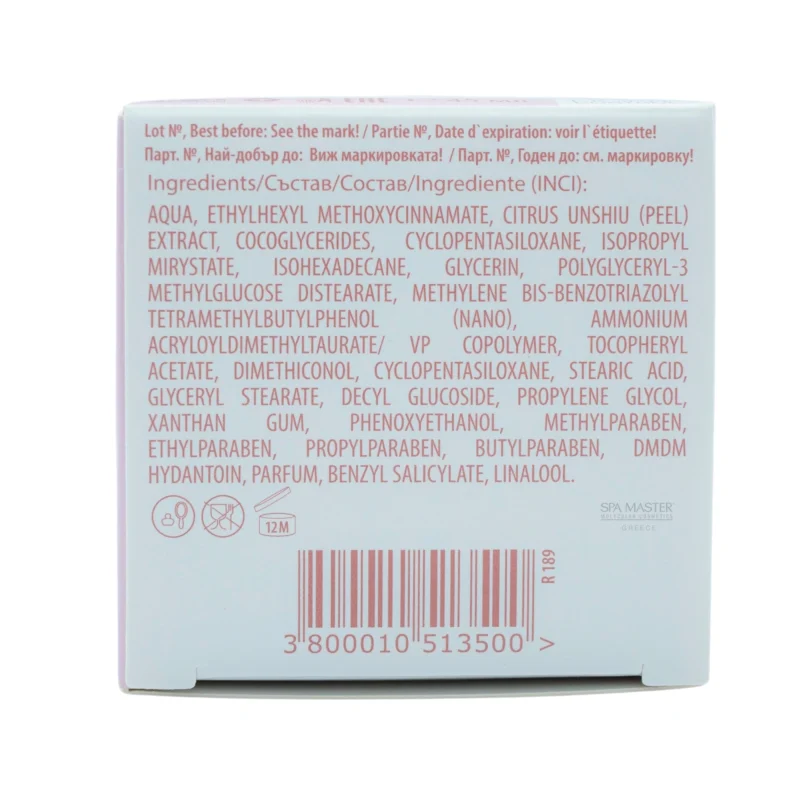 Lot №, Best before: See the mark! / Partie №, Date d`expiration: voir l`étiquette!
Парт. №, Най-добър до: Виж маркировката! / Парт. №, Годен до: см. маркировку!
Ingredients/Състав/Состав/Ingrediente (INCI):
AQUA, ETHYLHEXYL METHOXYCINNAMATE, CITRUS UNSHIU (PEEL)
EXTRACT, COCOGLYCERIDES, CYCLOPENTASILOXANE, ISOPROPYL
MIRYSTATE, ISOHEXADECANE, GLYCERIN, POLYGLYCERYL-3
METHYLGLUCOSE DISTEARATE, METHYLENE BIS-BENZOTRIAZOLYL
TETRAMETHYLBUTYLPHENOL (NANO), AMMONIUM
ACRYLOYLDIMETHYLTAURATE/ VP COPOLYMER, TOCOPHERYL
ACETATE, DIMETHICONOL, CYCLOPENTASILOXANE, STEARIC ACID,
GLYCERYL STEARATE, DECYL GLUCOSIDE, PROPYLENE GLYCOL,
XANTHAN GUM, PHENOXYETHANOL, METHYLPARABEN,
ETHYLPARABEN, PROPYLPARABEN, BUTYLPARABEN, DMDM
HYDANTOIN, PARFUM, BENZYL SALICYLATE, LINALOOL.
12M
SPA MASTER
MOLECULAR COSMETICS
GREECE
R 189
3 800010 513500 >